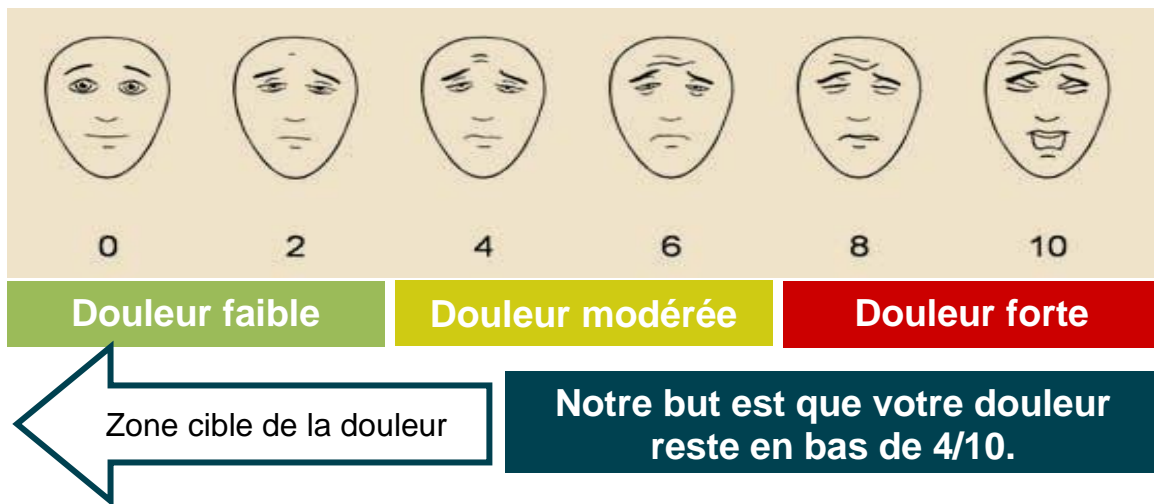 0 2 4 6 8 10
Douleur faible Douleur modérée Douleur forte
Zone cible de la douleur
Notre but est que votre douleur
reste en bas de 4/10.